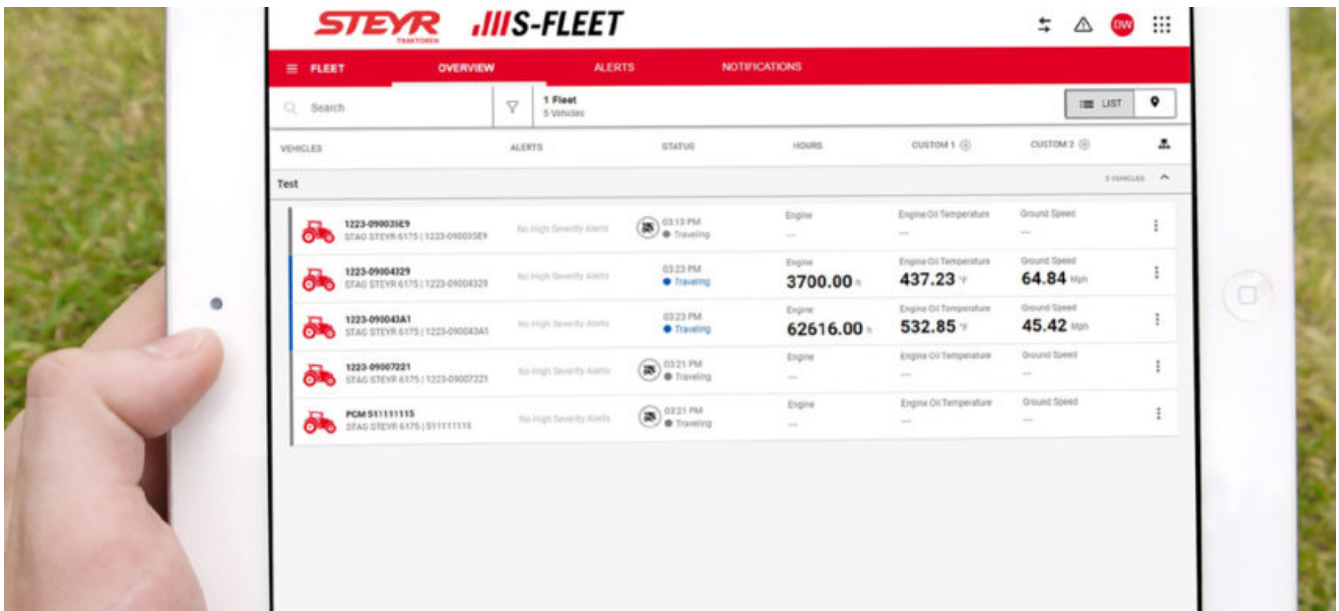 STEYR
TRAKTOREN
S-FLEET
DW
FLEET OVERVIEW ALERTS NOTIFICATIONS
Search
1 Fleet
5 Vehicles
LIST
VEHICLES ALERTS STATUS HOURS CUSTOM 1 CUSTOM 2
Test
5 VEHICLES
1223-090035E9
STAG STEYR 6175 | 1223-090035E9
No High Severity Alerts
03:13 PM
Traveling
Engine
---
Engine Oil Temperature
---
Ground Speed
---
1223-09004329
STAG STEYR 6175 | 1223-09004329
No High Severity Alerts
03:23 PM
Traveling
Engine
3700.00 h
Engine Oil Temperature
437.23 °F
Ground Speed
64.84 Mph
1223-090043A1
STAG STEYR 6175 | 1223-090043A1
No High Severity Alerts
03:23 PM
Traveling
Engine
62616.00 h
Engine Oil Temperature
532.85 °F
Ground Speed
45.42 Mph
1223-09007221
STAG STEYR 6175 | 1223-09007221
No High Severity Alerts
03:21 PM
Traveling
Engine
---
Engine Oil Temperature
---
Ground Speed
---
PGM 511111115
STAG STEYR 6175 | 511111115
No High Severity Alerts
03:21 PM
Traveling
Engine
---
Engine Oil Temperature
---
Ground Speed
---